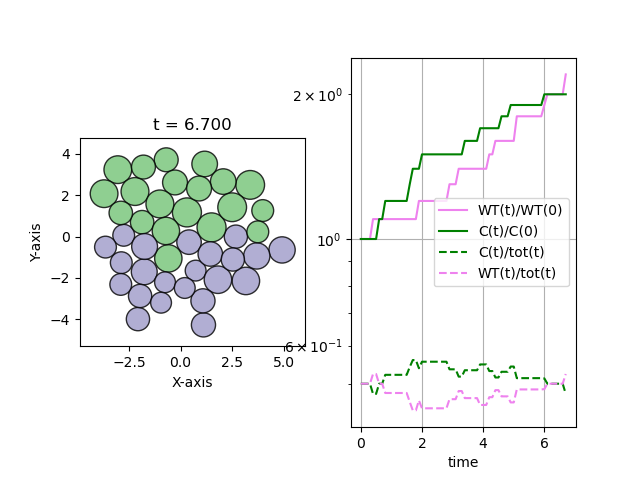 t = 6.700
4
2
0
−2
−4
Y-axis
−2.5 0.0 2.5 5.0
X-axis
2 × 10⁰
10⁰
6 × 10⁻¹
WT(t)/WT(0)
C(t)/C(0)
C(t)/tot(t)
WT(t)/tot(t)
0 2 4 6
time